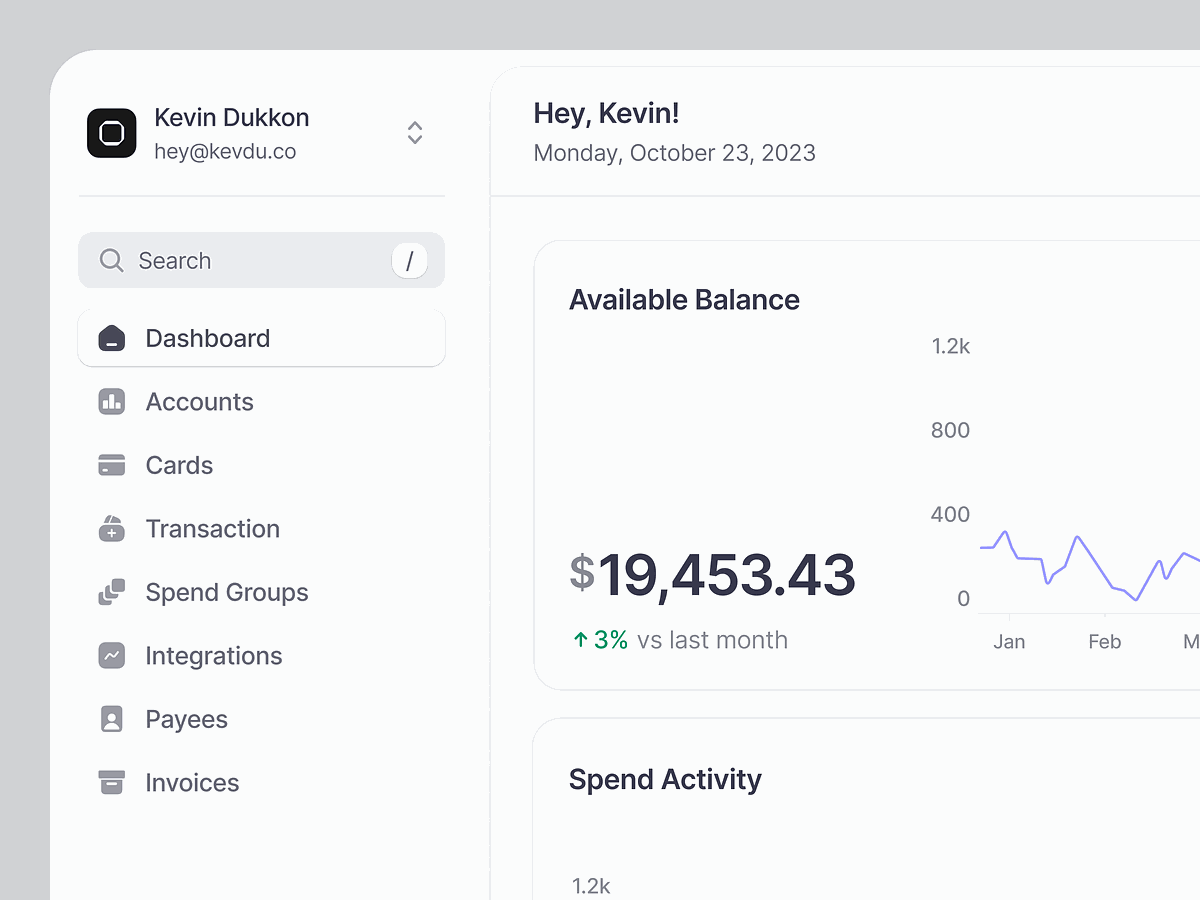 Kevin Dukkon
hey@kevdu.co
Search
/
Dashboard
Accounts
Cards
Transaction
Spend Groups
Integrations
Payees
Invoices
Hey, Kevin!
Monday, October 23, 2023
Available Balance
$19,453.43
↑3% vs last month
1.2k
800
400
0
Jan Feb M
Spend Activity
1.2k